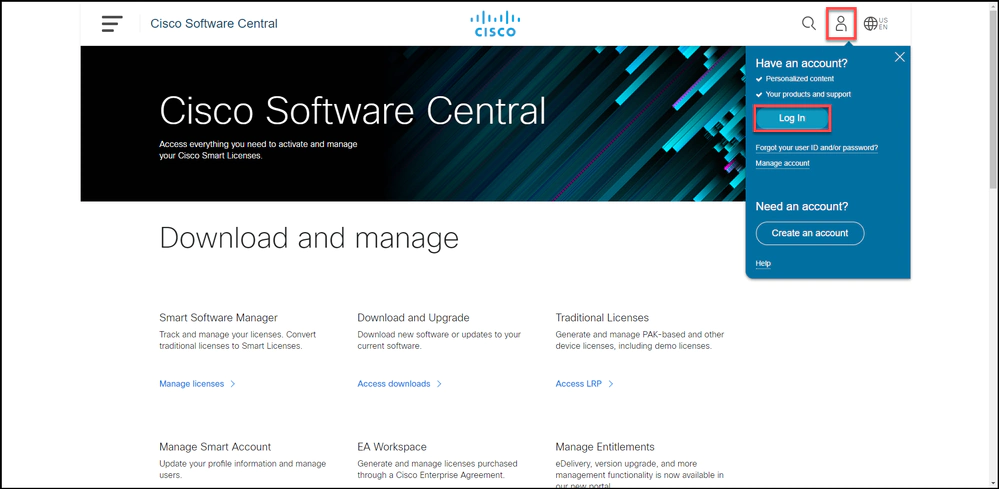 Cisco Software Central
CISCO
US
EN
Have an account?
Personalized content
Your products and support
Log In
Forgot your user ID and/or password?
Manage account
Need an account?
Create an account
Help
Cisco Software Central
Access everything you need to activate and manage
your Cisco Smart Licenses.
Download and manage
Smart Software Manager
Track and manage your licenses. Convert
traditional licenses to Smart Licenses.
Manage licenses
Download and Upgrade
Download new software or updates to your
current software.
Access downloads
Traditional Licenses
Generate and manage PAK-based and other
device licenses, including demo licenses.
Access LRP
Manage Smart Account
Update your profile information and manage
users.
EA Workspace
Generate and manage licenses purchased
through a Cisco Enterprise Agreement.
Manage Entitlements
eDelivery, version upgrade, and more
management functionality is now available in
our new portal.